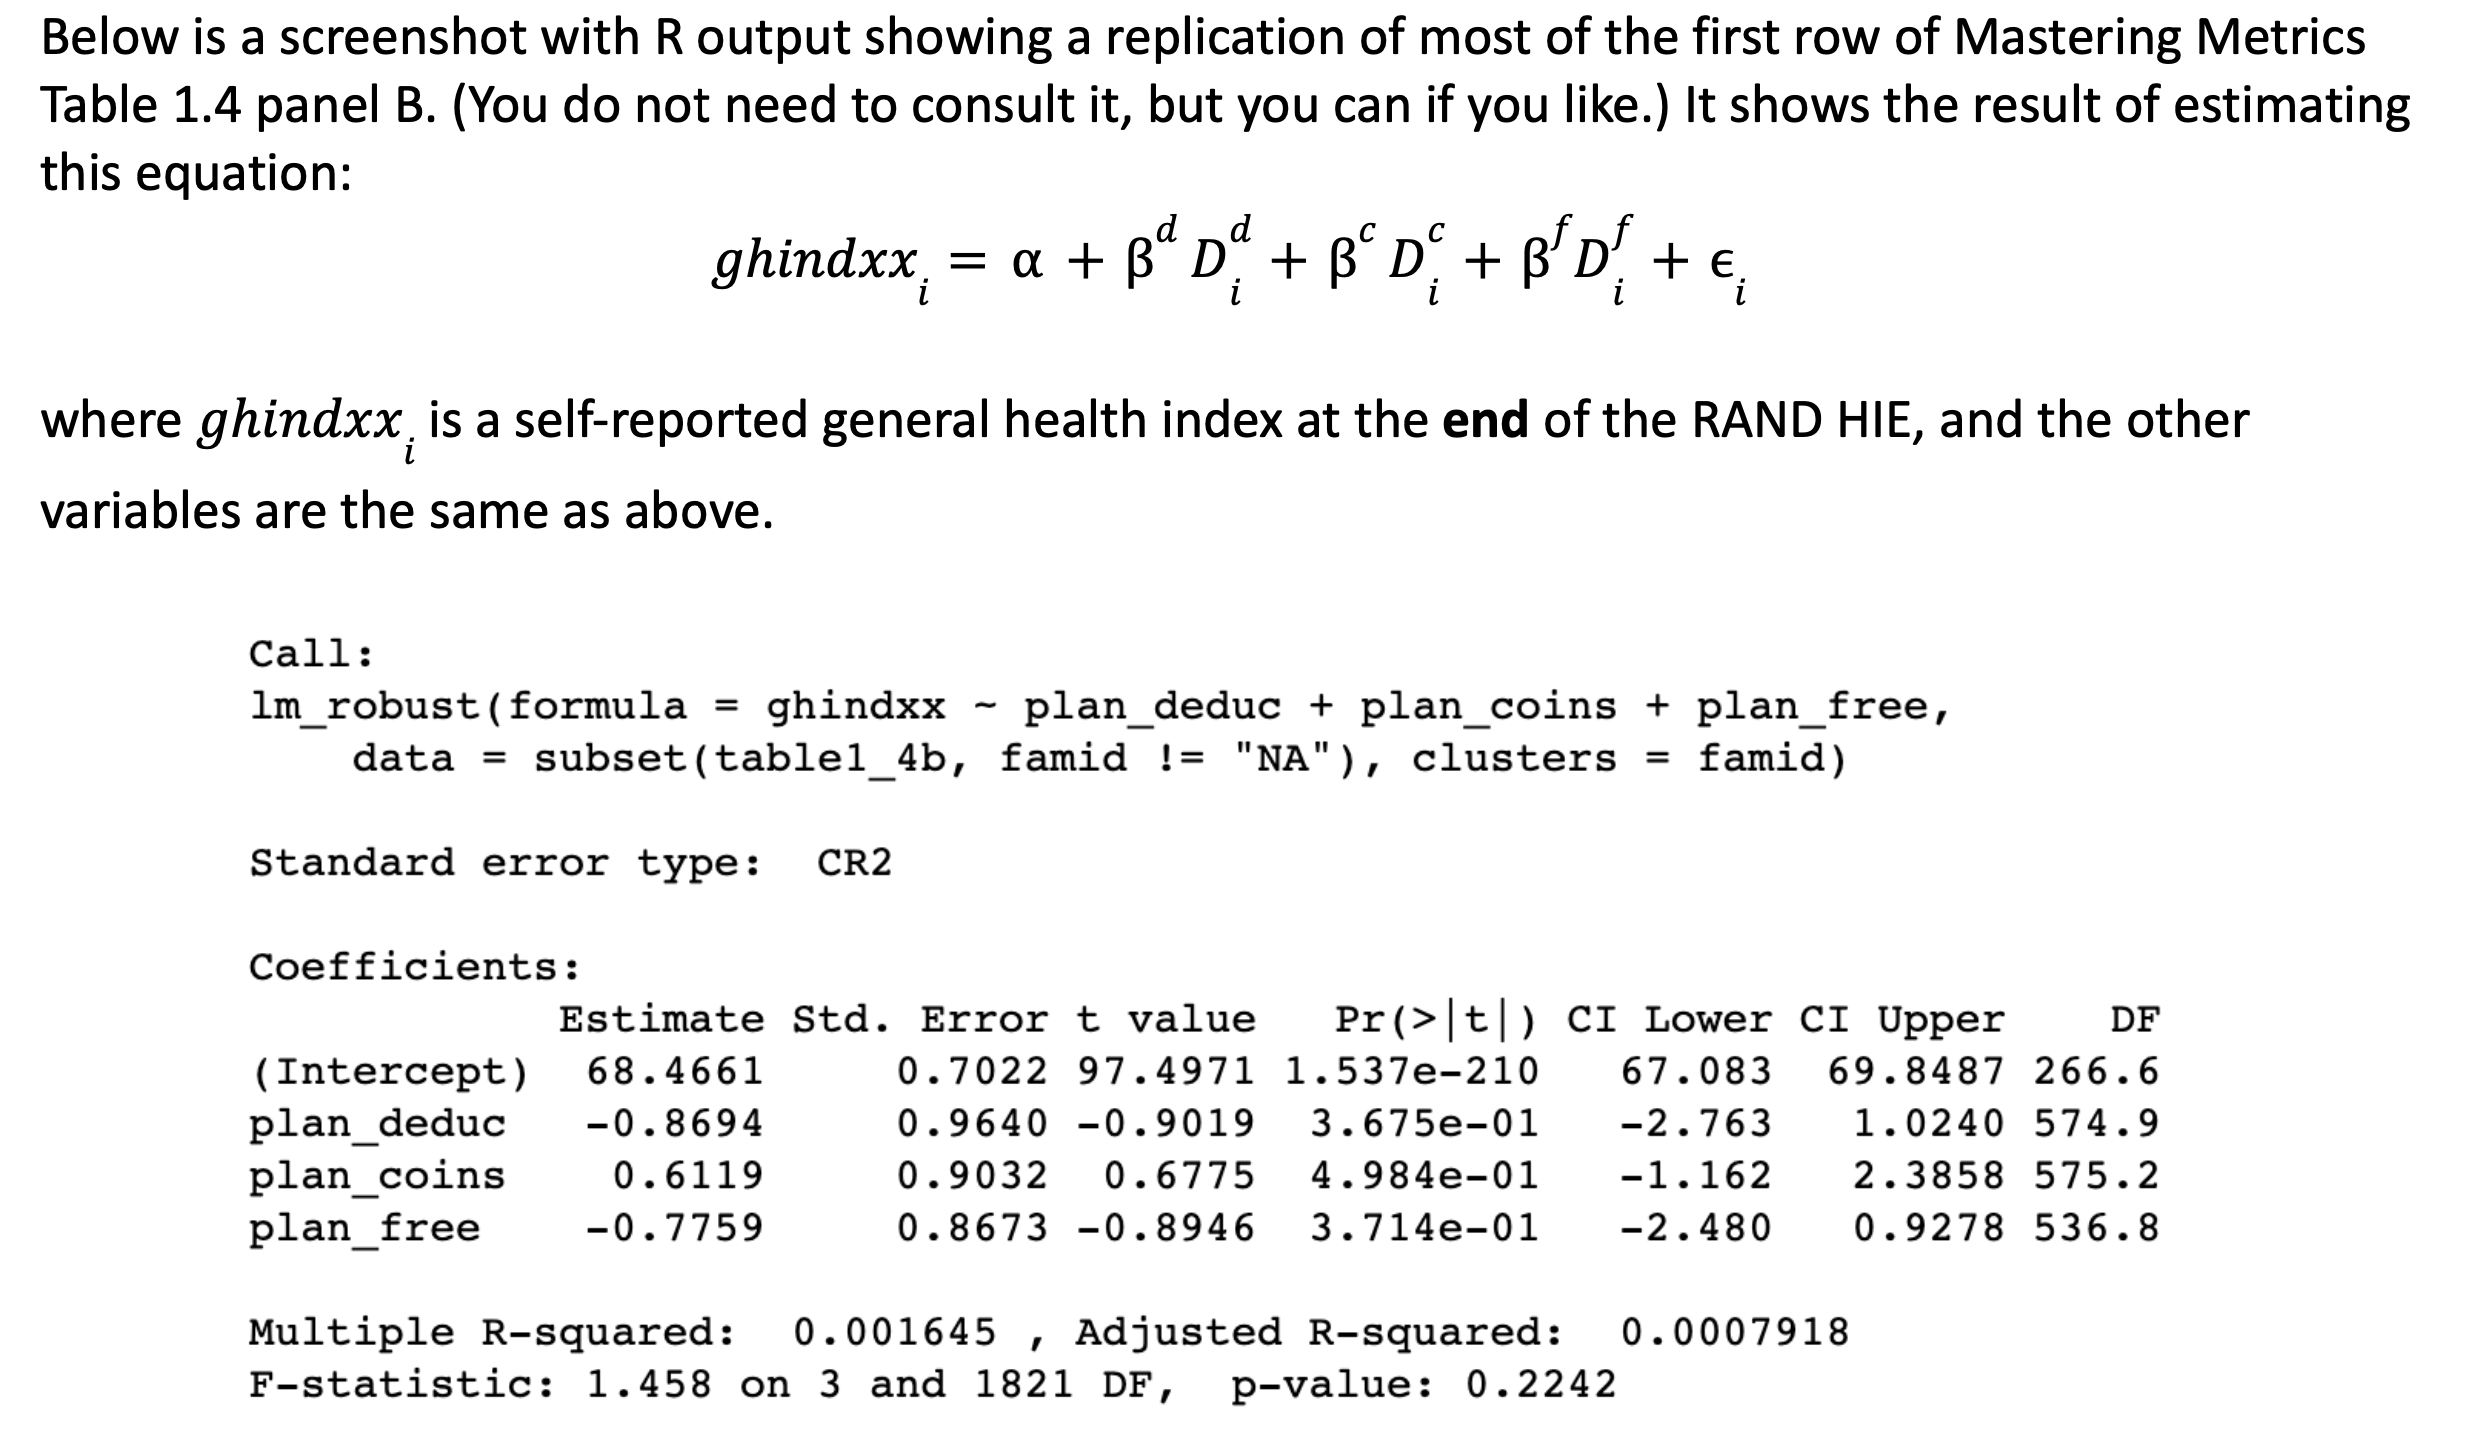 Below is a screenshot with R output showing a replication of most of the first row of Mastering Metrics
Table 1.4 panel B. (You do not need to consult it, but you can if you like.) It shows the result of estimating
this equation:
ghindxx_i = α + β^d D_i^d + β^c D_i^c + β^f D_i^f + ϵ_i
where ghindxx_i is a self-reported general health index at the end of the RAND HIE, and the other
variables are the same as above.
Call:
lm_robust(formula = ghindxx ~ plan_deduc + plan_coins + plan_free,
    data = subset(table1_4b, famid != "NA"), clusters = famid)
Standard error type:  CR2
Coefficients:
            Estimate Std. Error t value   Pr(>|t|) CI Lower CI Upper    DF
(Intercept)  68.4661     0.7022 97.4971 1.537e-210   67.083  69.8487 266.6
plan_deduc   -0.8694     0.9640 -0.9019  3.675e-01   -2.763   1.0240 574.9
plan_coins    0.6119     0.9032  0.6775  4.984e-01   -1.162   2.3858 575.2
plan_free    -0.7759     0.8673 -0.8946  3.714e-01   -2.480   0.9278 536.8
Multiple R-squared:  0.001645 , Adjusted R-squared:  0.0007918
F-statistic: 1.458 on 3 and 1821 DF,  p-value: 0.2242